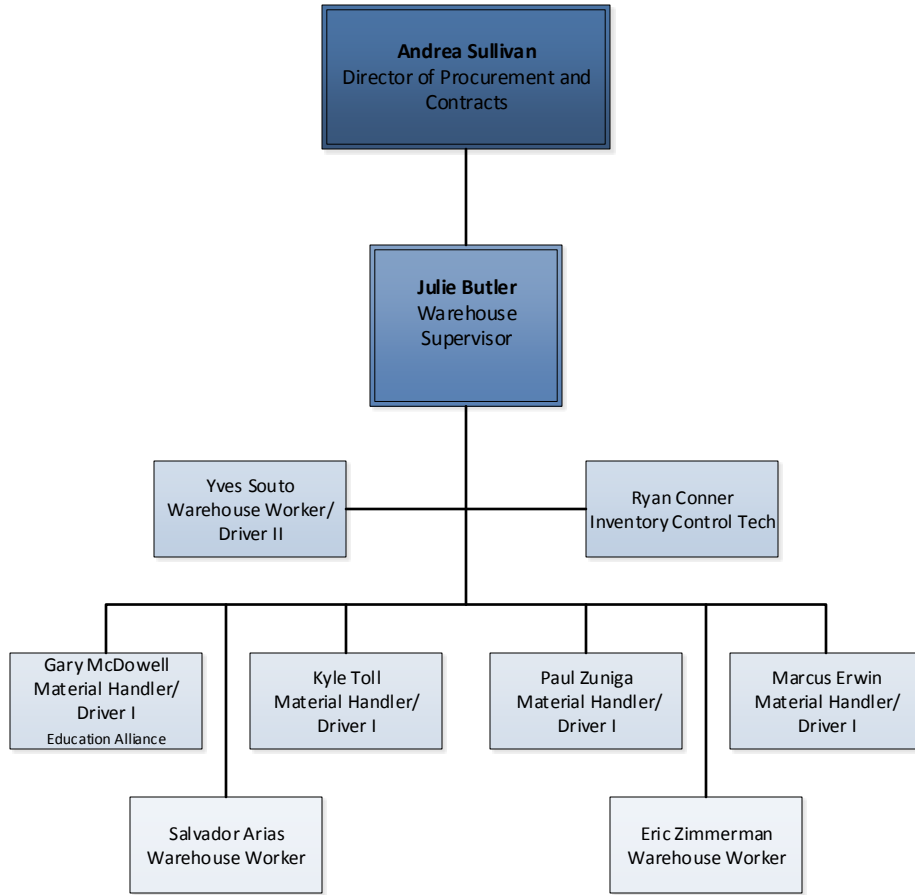 Andrea Sullivan
Director of Procurement and
Contracts
Julie Butler
Warehouse
Supervisor
Yves Souto
Warehouse Worker/
Driver II
Ryan Conner
Inventory Control Tech
Gary McDowell
Material Handler/
Driver I
Education Alliance
Kyle Toll
Material Handler/
Driver I
Paul Zuniga
Material Handler/
Driver I
Marcus Erwin
Material Handler/
Driver I
Salvador Arias
Warehouse Worker
Eric Zimmerman
Warehouse Worker